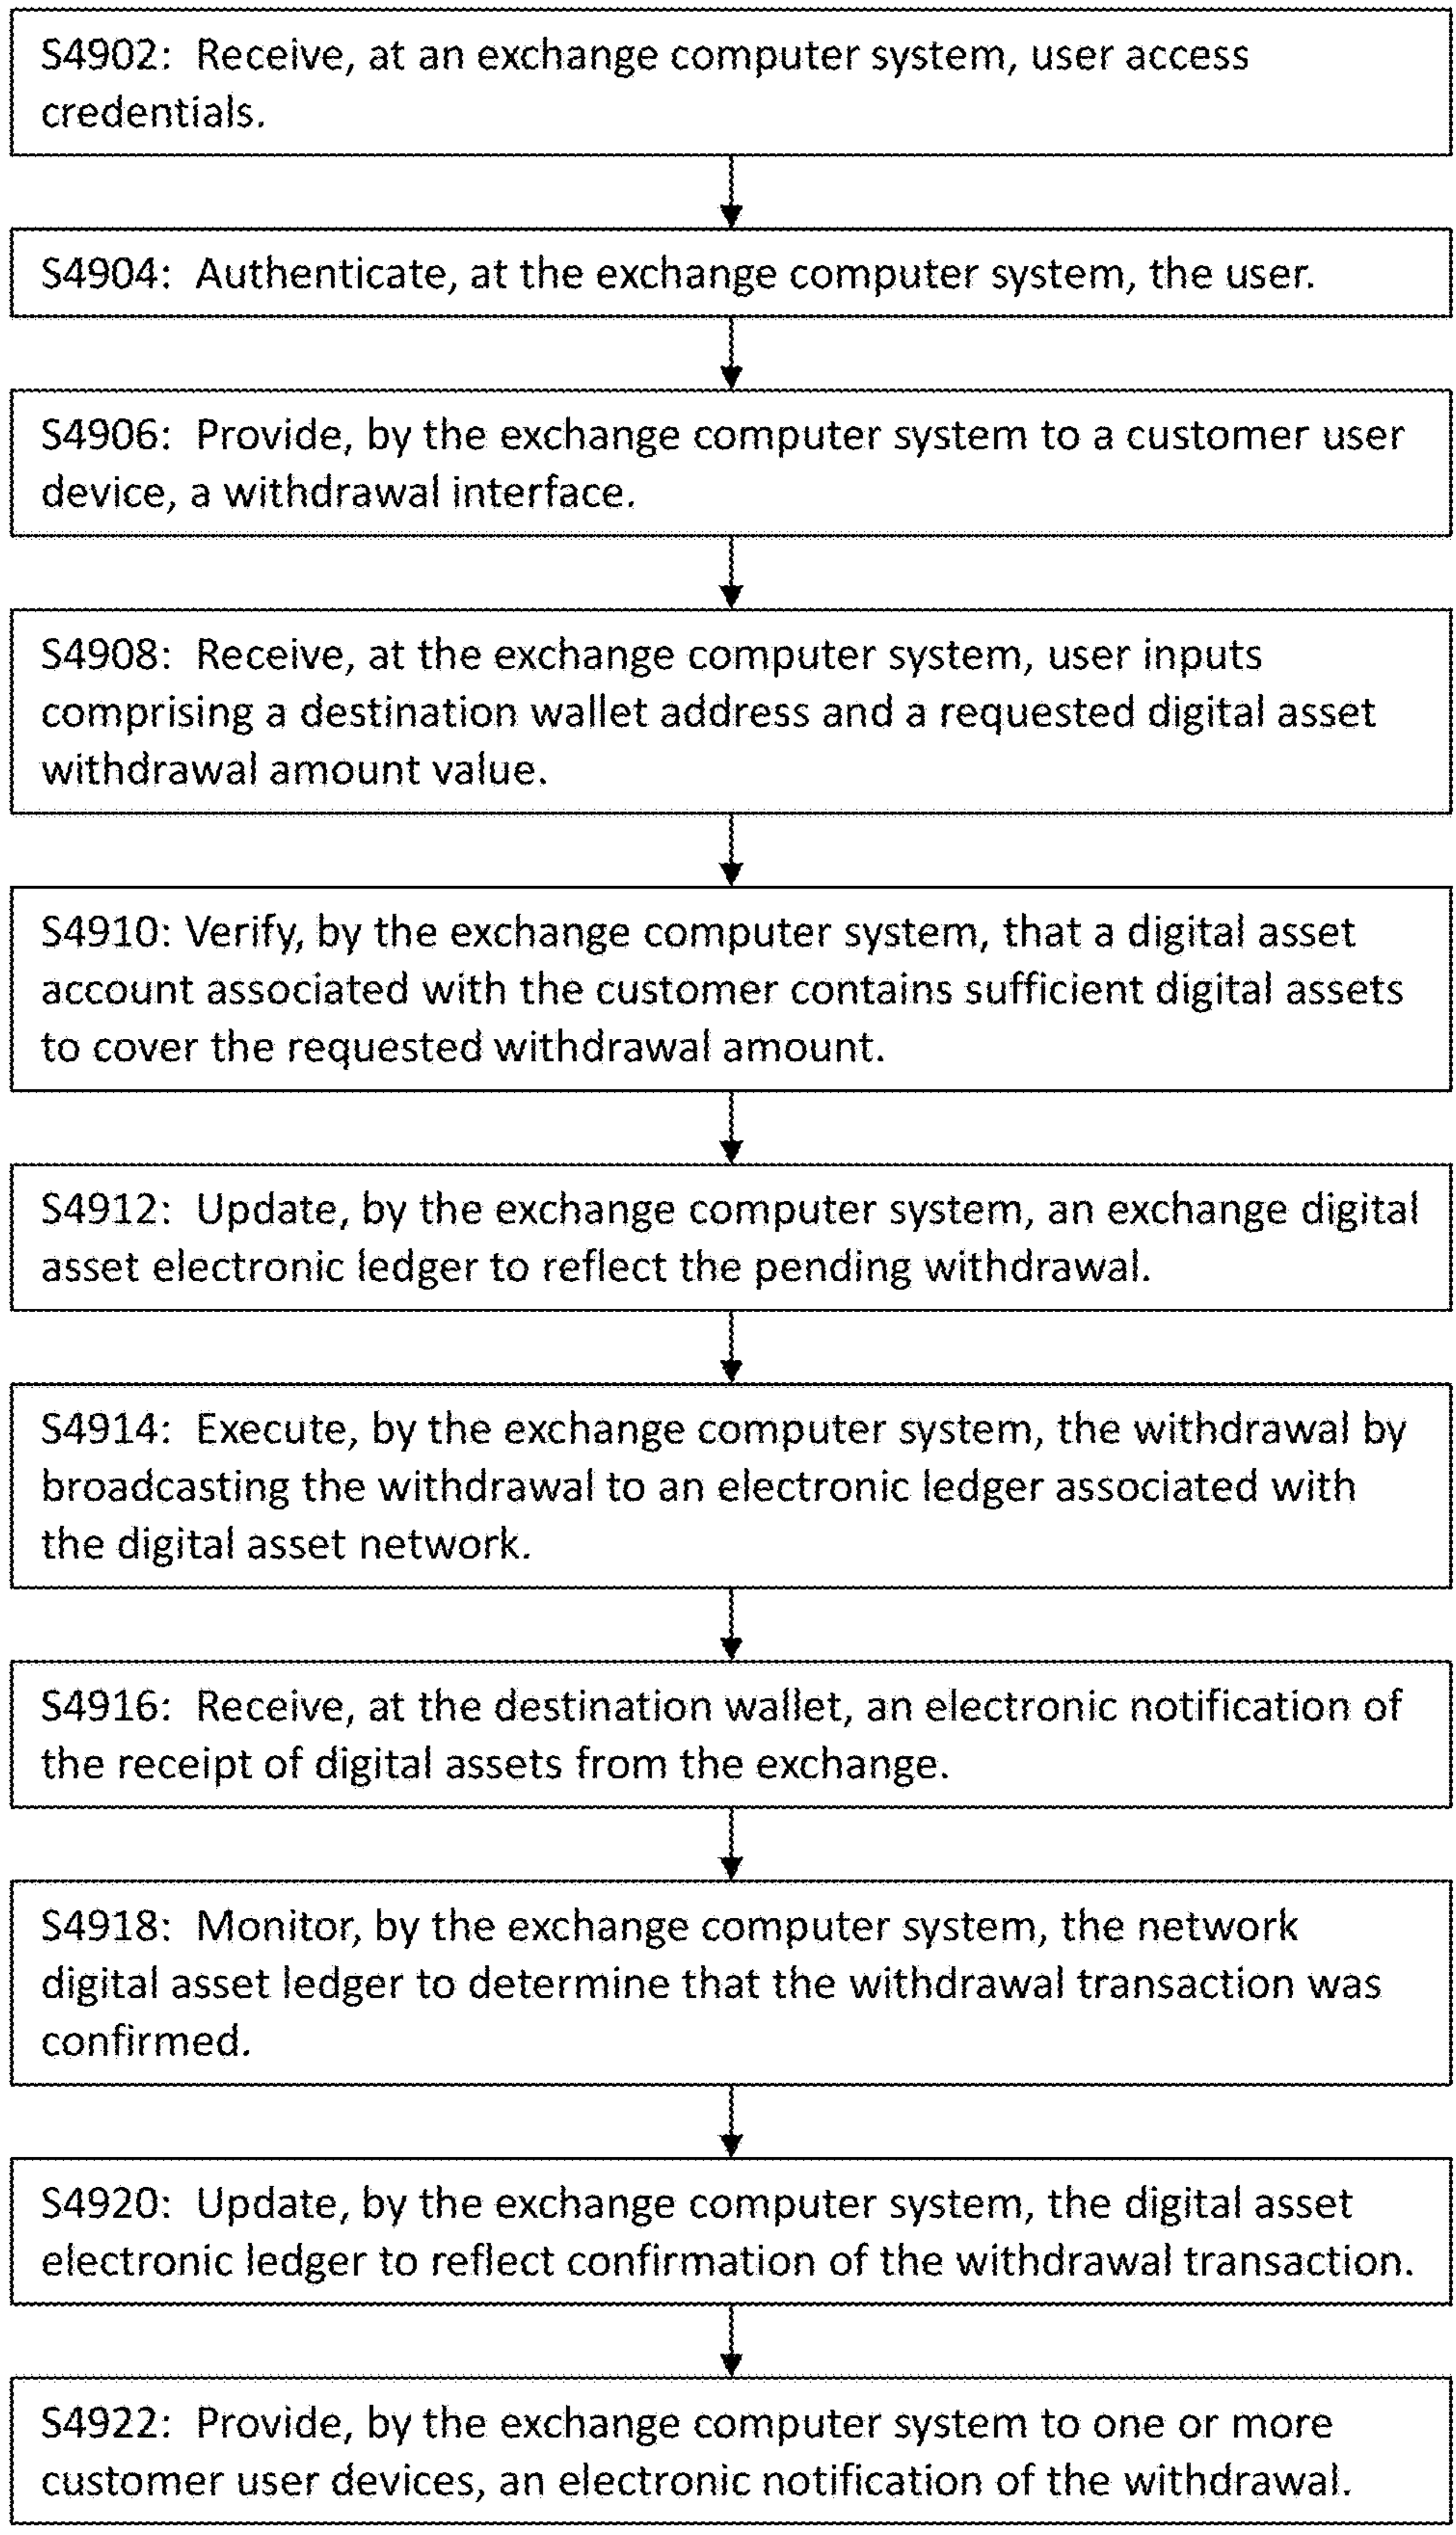 S4902: Receive, at an exchange computer system, user access
credentials.
S4904: Authenticate, at the exchange computer system, the user.
S4906: Provide, by the exchange computer system to a customer user
device, a withdrawal interface.
S4908: Receive, at the exchange computer system, user inputs
comprising a destination wallet address and a requested digital asset
withdrawal amount value.
S4910: Verify, by the exchange computer system, that a digital asset
account associated with the customer contains sufficient digital assets
to cover the requested withdrawal amount.
S4912: Update, by the exchange computer system, an exchange digital
asset electronic ledger to reflect the pending withdrawal.
S4914: Execute, by the exchange computer system, the withdrawal by
broadcasting the withdrawal to an electronic ledger associated with
the digital asset network.
S4916: Receive, at the destination wallet, an electronic notification of
the receipt of digital assets from the exchange.
S4918: Monitor, by the exchange computer system, the network
digital asset ledger to determine that the withdrawal transaction was
confirmed.
S4920: Update, by the exchange computer system, the digital asset
electronic ledger to reflect confirmation of the withdrawal transaction.
S4922: Provide, by the exchange computer system to one or more
customer user devices, an electronic notification of the withdrawal.